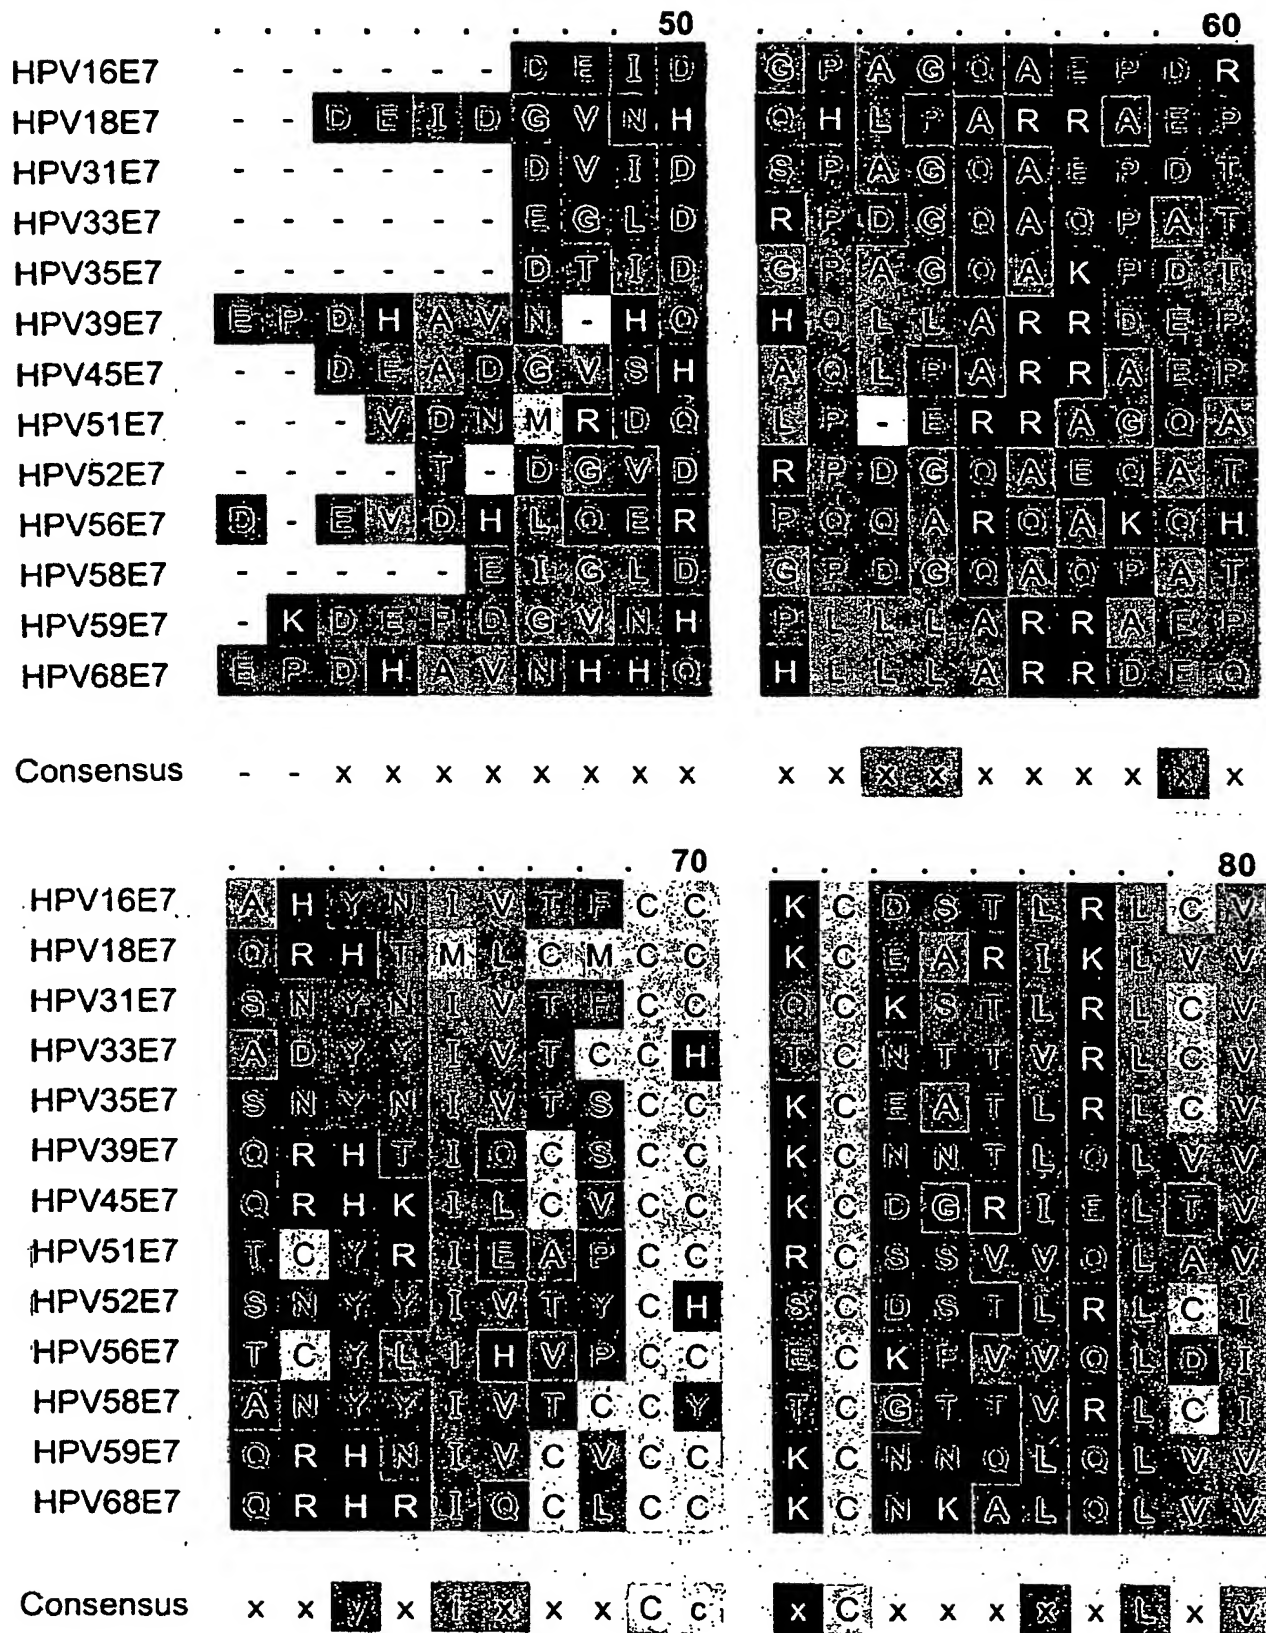 . . . . . . . . . 50 . . . . . . . . . 60
HPV16E7 - - - - - - D E I D G P A G Q A E P D R
HPV18E7 - - D E I D G V N H Q H L P A R R A E P
HPV31E7 - - - - - - D V I D S P A G Q A E P D T
HPV33E7 - - - - - - E G L D R P D G Q A Q P A T
HPV35E7 - - - - - - D T I D G P A G Q A K P D T
HPV39E7 E P D H A V N - H Q H Q L L A R R D E P
HPV45E7 - - D E A D G V S H A Q L P A R R A E P
HPV51E7 - - - V D N M R D Q L P - E R R A G Q A
HPV52E7 - - - - T - D G V D R P D G Q A E Q A T
HPV56E7 D - E V D H L Q E R P Q Q A R Q A K Q H
HPV58E7 - - - - - E I G L D G P D G Q A Q P A T
HPV59E7 - K D E P D G V N H P L L L A R R A E P
HPV68E7 E P D H A V N H H Q H L L L A R R D E Q
Consensus - - x x x x x x x x x x x x x x x x x x
. . . . . . . . . 70 . . . . . . . . . 80
HPV16E7 A H Y N I V T F C C K C D S T L R L C V
HPV18E7 Q R H T M L C M C C K C E A R I K L V V
HPV31E7 S N Y N I V T F C C Q C K S T L R L C V
HPV33E7 A D Y Y I V T C C H T C N T T V R L C V
HPV35E7 S N Y N I V T S C C K C E A T L R L C V
HPV39E7 Q R H T I Q C S C C K C N N T L Q L V V
HPV45E7 Q R H K I L C V C C K C D G R I E L T V
HPV51E7 T C Y R I E A P C C R C S S V V Q L A V
HPV52E7 S N Y Y I V T Y C H S C D S T L R L C I
HPV56E7 T C Y L I H V P C C E C K F V V Q L D I
HPV58E7 A N Y Y I V T C C Y T C G T T V R L C I
HPV59E7 Q R H N I V C V C C K C N N Q L Q L V V
HPV68E7 Q R H R I Q C L C C K C N K A L Q L V V
Consensus x x y x i x x x C c x C x x x x x L x v